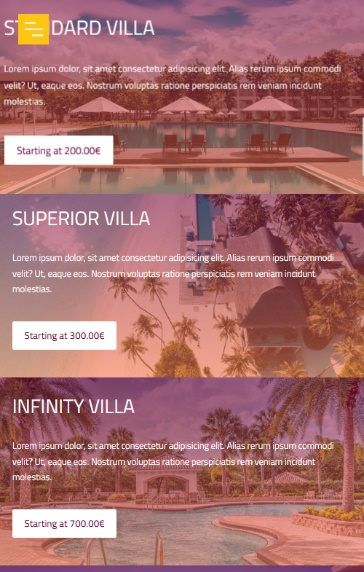 ST DARD VILLA
Lorem ipsum dolor, sit amet consectetur adipisicing elit. Alias rerum ipsum commodi
velit? Ut, eaque eos. Nostrum voluptas ratione perspiciatis rem veniam incidunt
molestias.
Starting at 200.00€
SUPERIOR VILLA
Lorem ipsum dolor, sit amet consectetur adipisicing elit. Alias rerum ipsum commodi
velit? Ut, eaque eos. Nostrum voluptas ratione perspiciatis rem veniam incidunt
molestias.
Starting at 300.00€
INFINITY VILLA
Lorem ipsum dolor, sit amet consectetur adipisicing elit. Alias rerum ipsum commodi
velit? Ut, eaque eos. Nostrum voluptas ratione perspiciatis rem veniam incidunt
molestias.
Starting at 700.00€